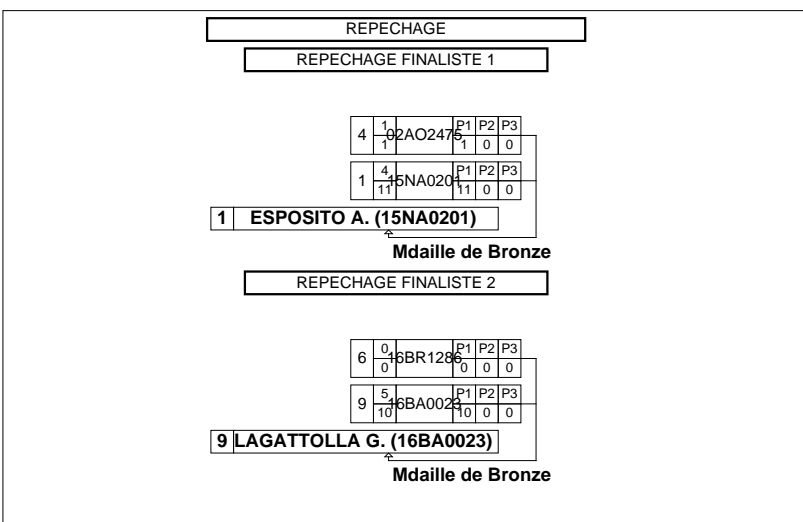 REPECHAGE
REPECHAGE FINALISTE 1
4 1 1 02AO2475 P1 P2 P3 1 0 0
1 4 11 15NA0201 P1 P2 P3 11 0 0
1 ESPOSITO A. (15NA0201)
Mdaille de Bronze
REPECHAGE FINALISTE 2
6 0 0 16BR1286 P1 P2 P3 0 0 0
9 5 10 16BA0023 P1 P2 P3 10 0 0
9 LAGATTOLLA G. (16BA0023)
Mdaille de Bronze